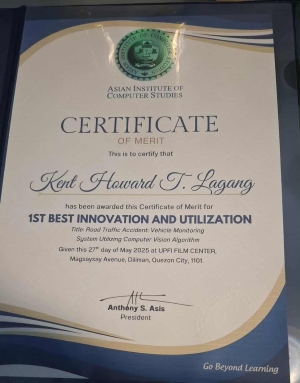 ASIAN INSTITUTE OF
COMPUTER STUDIES
CERTIFICATE
OF MERIT
This is to certify that
Kent Howard T. Lagang
has been awarded this Certificate of Merit for
1ST BEST INNOVATION AND UTILIZATION
Title: Road Traffic Accident: Vehicle Monitoring
System Utilizing Computer Vision Algorithm
Given this 27th day of May 2025 at UPFI FILM CENTER,
Magsaysay Avenue, Diliman, Quezon City, 1101.
Anthony S. Asis
President
Go Beyond Learning